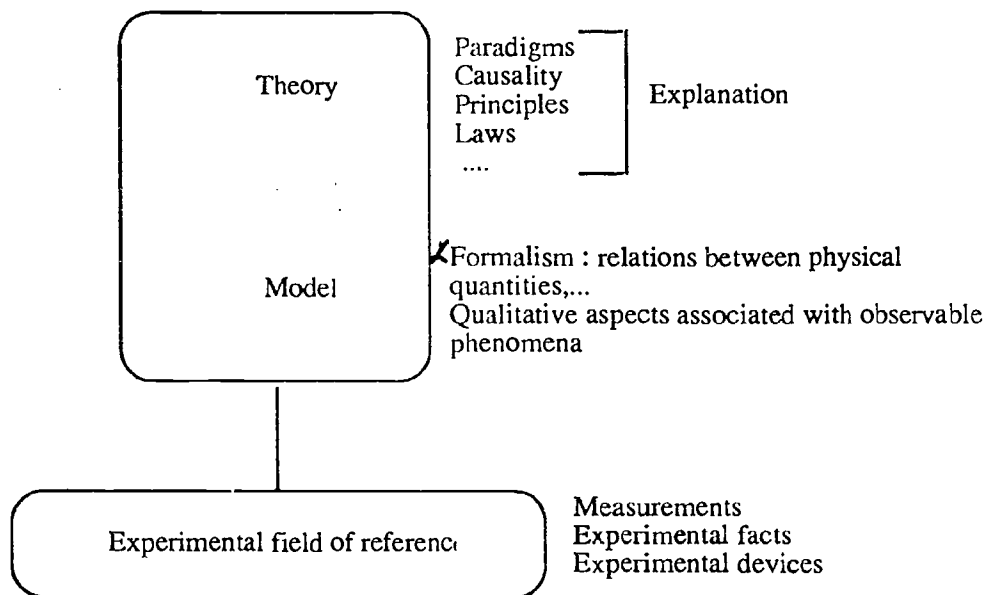 Theory
Paradigms
Causality
Principles
Laws
....
Explanation
Model
Formalism : relations between physical
quantities,...
Qualitative aspects associated with observable
phenomena
Experimental field of reference
Measurements
Experimental facts
Experimental devices